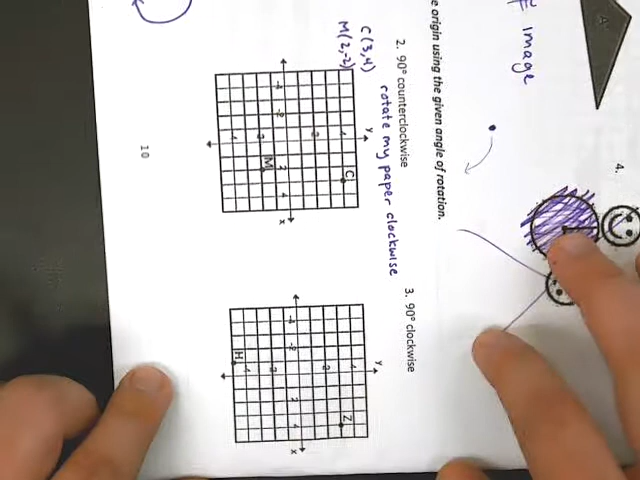 F image
e origin using the given angle of rotation.
2. 90° counterclockwise
rotate my paper clockwise
C(3,4)
M(2,-2)
y
C
M
x
3. 90° clockwise
y
Z
H
x
4.
10